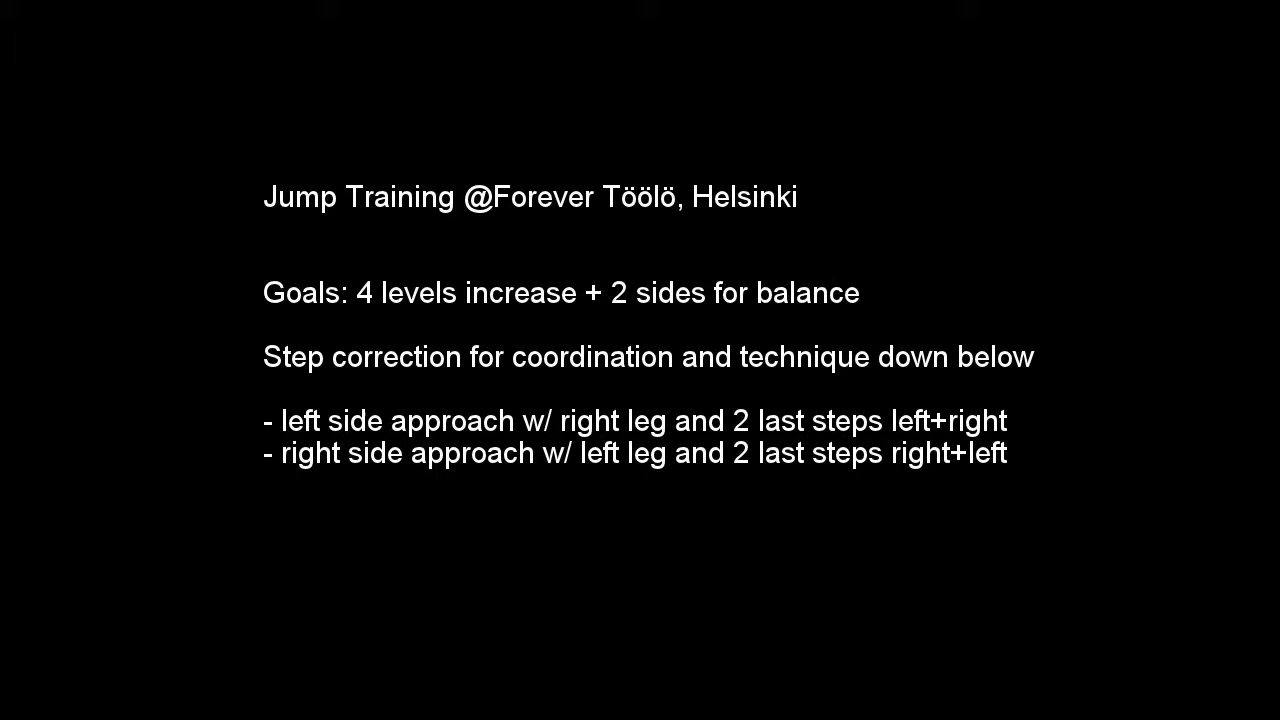 Jump Training @Forever Töölö, Helsinki
Goals: 4 levels increase + 2 sides for balance
Step correction for coordination and technique down below
- left side approach w/ right leg and 2 last steps left+right
- right side approach w/ left leg and 2 last steps right+left